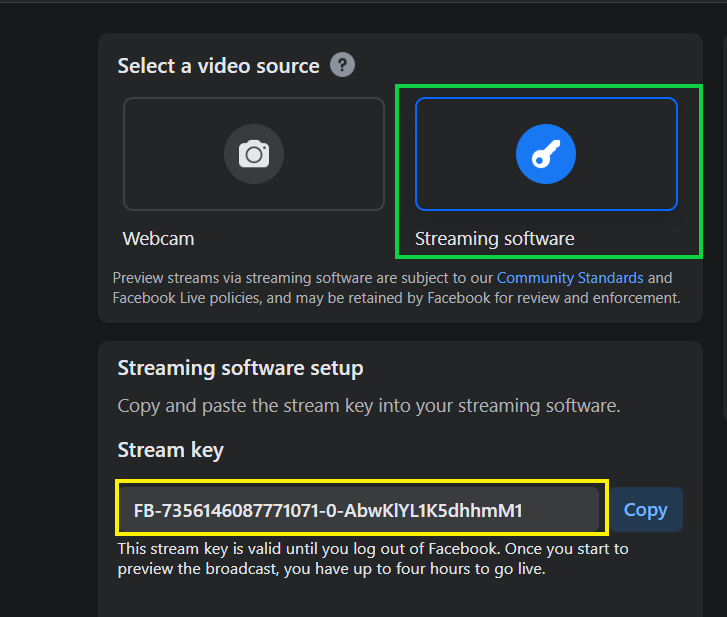 Select a video source ?
Webcam
Streaming software
Preview streams via streaming software are subject to our Community Standards and
Facebook Live policies, and may be retained by Facebook for review and enforcement.
Streaming software setup
Copy and paste the stream key into your streaming software.
Stream key
FB-7356146087771071-0-AbwKlYL1K5dhhmM1
Copy
This stream key is valid until you log out of Facebook. Once you start to
preview the broadcast, you have up to four hours to go live.